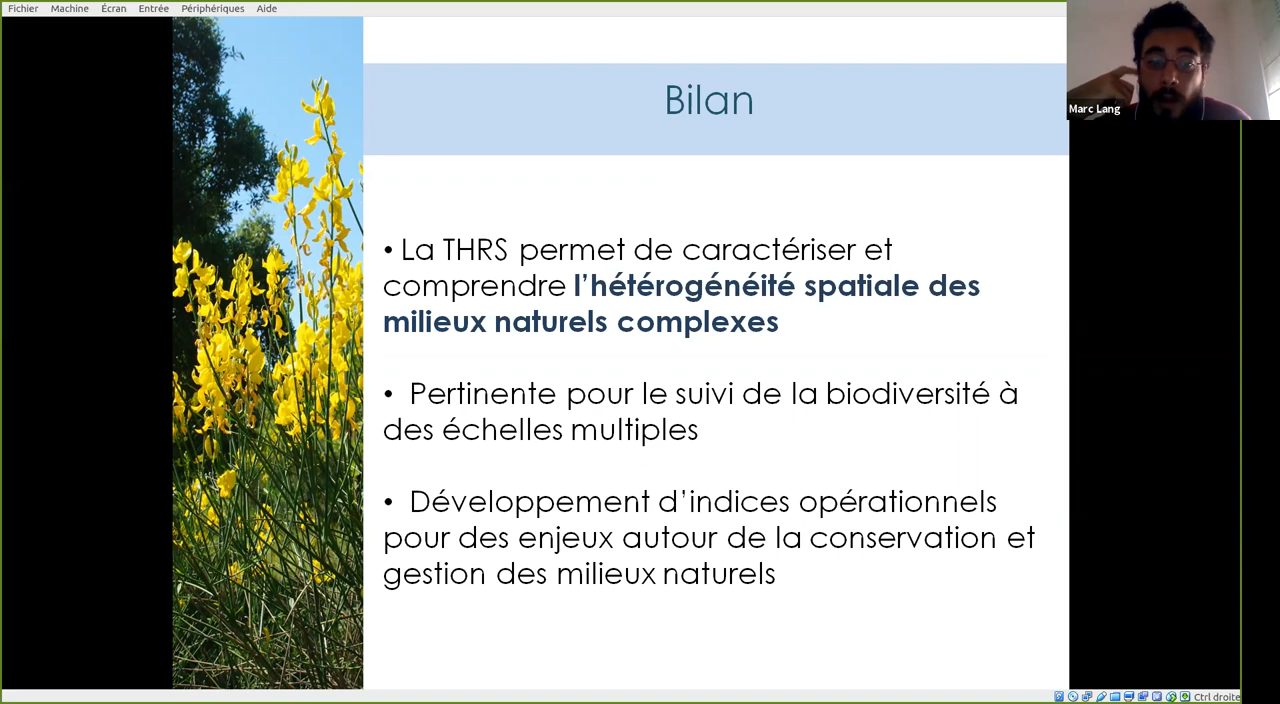 Fichier Machine Écran Entrée Périphériques Aide
Marc Lang
Bilan
• La THRS permet de caractériser et
comprendre l’hétérogénéité spatiale des
milieux naturels complexes
• Pertinente pour le suivi de la biodiversité à
des échelles multiples
• Développement d’indices opérationnels
pour des enjeux autour de la conservation et
gestion des milieux naturels
Ctrl droite